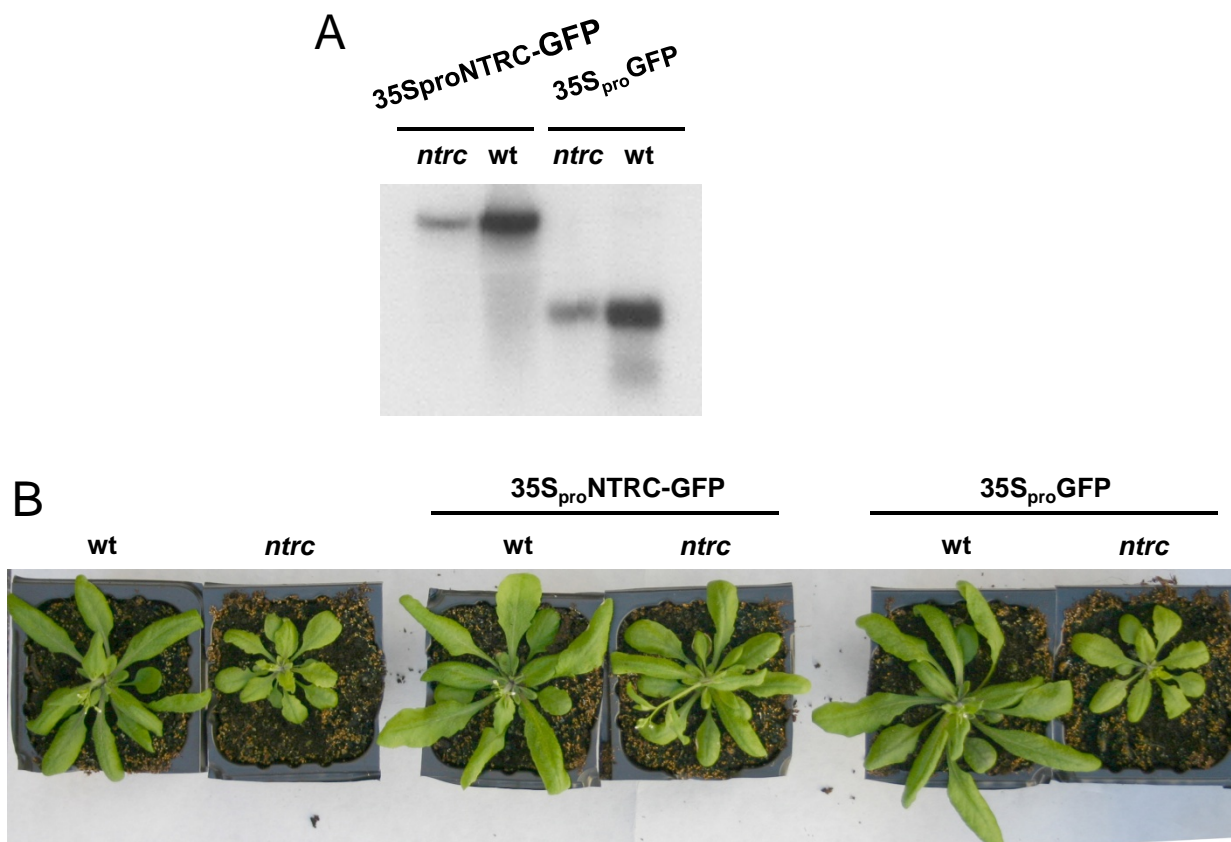 A
35SproNTRC-GFP 35SproGFP
ntrc wt ntrc wt
B
35SproNTRC-GFP 35SproGFP
wt ntrc wt ntrc wt ntrc